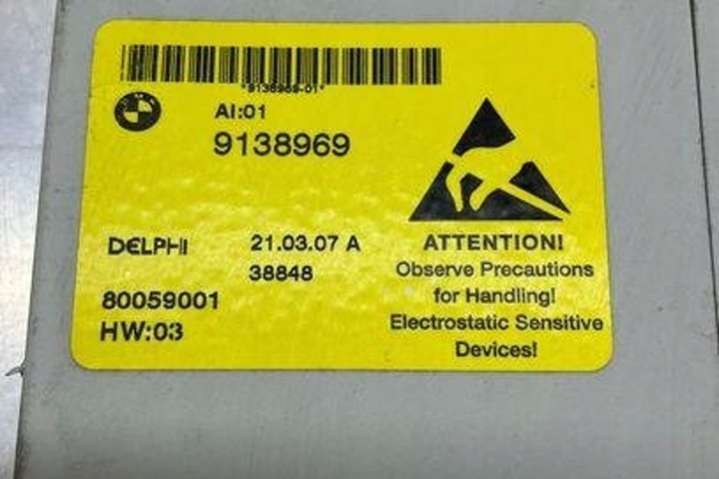 *9138969-01*
AI:01
9138969
DELPHI
21.03.07 A
38848
80059001
HW:03
ATTENTION!
Observe Precautions
for Handling!
Electrostatic Sensitive
Devices!